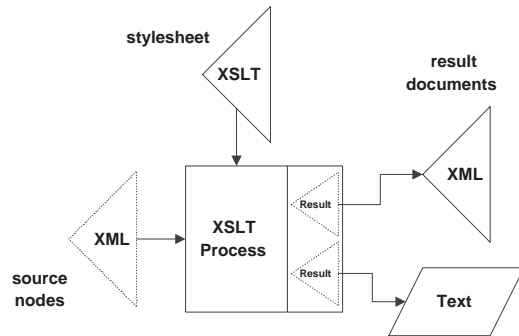 stylesheet
XSLT
result
documents
XML
Result
XSLT
Process
XML
Result
source
nodes
Text